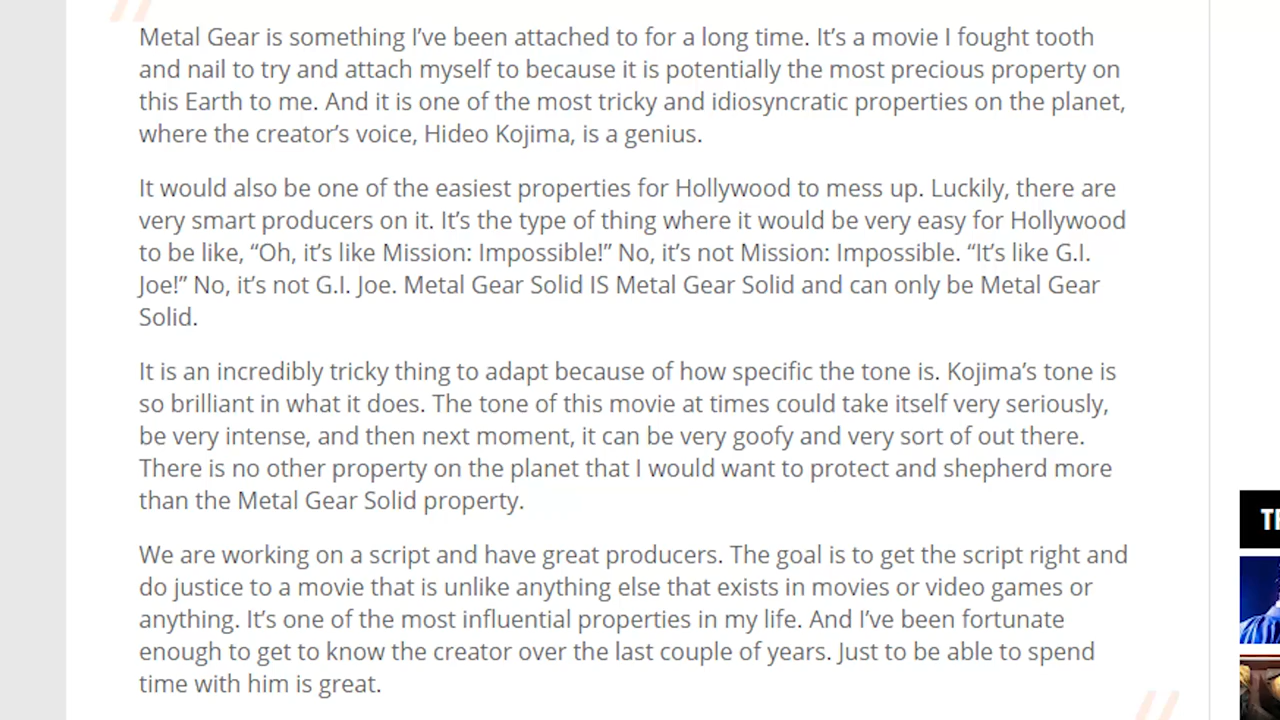 Metal Gear is something I’ve been attached to for a long time. It’s a movie I fought tooth
and nail to try and attach myself to because it is potentially the most precious property on
this Earth to me. And it is one of the most tricky and idiosyncratic properties on the planet,
where the creator’s voice, Hideo Kojima, is a genius.
It would also be one of the easiest properties for Hollywood to mess up. Luckily, there are
very smart producers on it. It’s the type of thing where it would be very easy for Hollywood
to be like, “Oh, it’s like Mission: Impossible!” No, it’s not Mission: Impossible. “It’s like G.I.
Joe!” No, it’s not G.I. Joe. Metal Gear Solid IS Metal Gear Solid and can only be Metal Gear
Solid.
It is an incredibly tricky thing to adapt because of how specific the tone is. Kojima’s tone is
so brilliant in what it does. The tone of this movie at times could take itself very seriously,
be very intense, and then next moment, it can be very goofy and very sort of out there.
There is no other property on the planet that I would want to protect and shepherd more
than the Metal Gear Solid property.
We are working on a script and have great producers. The goal is to get the script right and
do justice to a movie that is unlike anything else that exists in movies or video games or
anything. It’s one of the most influential properties in my life. And I’ve been fortunate
enough to get to know the creator over the last couple of years. Just to be able to spend
time with him is great.